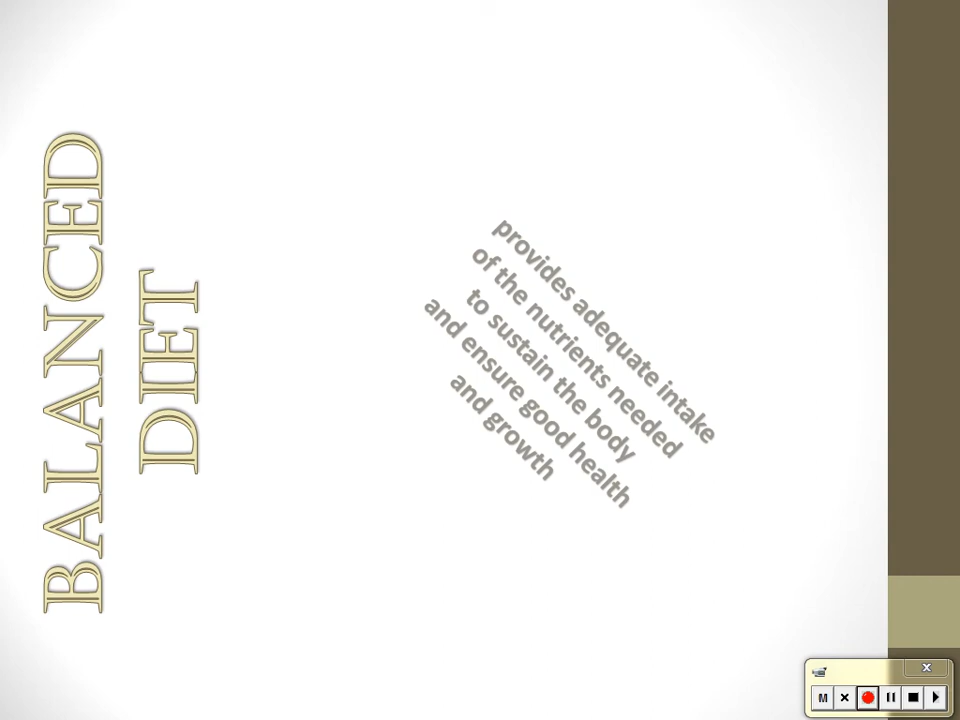 BALANCED
DIET
provides adequate intake
of the nutrients needed
to sustain the body
and ensure good health
and growth
M